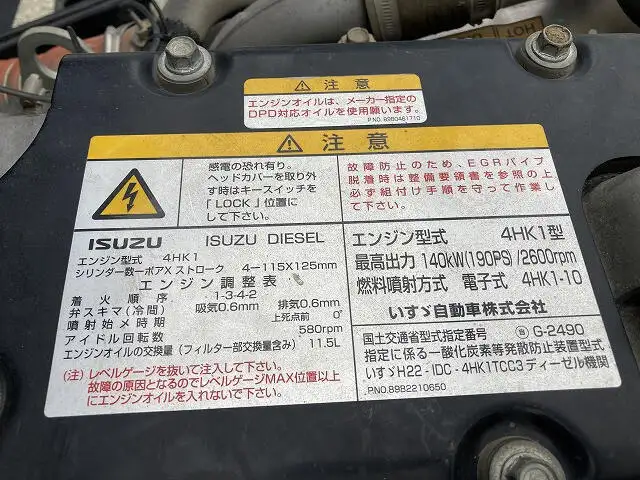 ⚠ 注意
エンジンオイルは、メーカー指定の
DPD対応オイルを使用願います。
P.NO. 8980481710
⚠ 注意
感電の恐れ有り。
ヘッドカバーを取り外
す時はキースイッチを
「LOCK」位置に
して下さい。
故障防止のため、EGRパイプ
脱着時は整備要領書を参照の上
必ず組付け手順を守って作業し
て下さい。
ISUZU ISUZU DIESEL
エンジン型式 4HK1
シリンダー数ーボアXストローク 4ー115X125mm
エンジン調整表
着火順序 1-3-4-2
弁スキマ(冷間) 吸気0.6mm 排気0.6mm
噴射始メ時期 上死点前 0°
アイドル回転数 580rpm
エンジンオイルの交換量(フィルター部交換量含み) 11.5L
(注)レベルゲージを抜いて注入して下さい。
故障の原因となるのでレベルゲージMAX位置以上
にエンジンオイルを入れないで下さい。
エンジン型式 4HK1型
最高出力 140kW(190PS)/2600rpm
燃料噴射方式 電子式 4HK1-10
いすゞ自動車株式会社
国土交通省型式指定番号 G-2490
指定に係る一酸化炭素等発散防止装置型式
いすゞH22-IDC-4HK1TCC3ディーゼル機関
P.NO. 8982210650
HOT